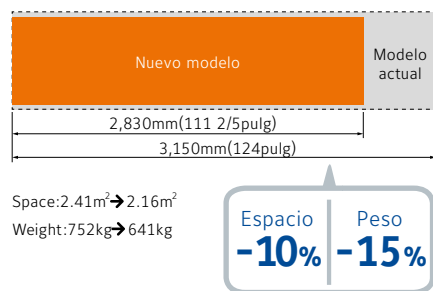 Nuevo modelo
Modelo
actual
2,830mm(111 2/5pulg)
3,150mm(124pulg)
Space:2.41m²➔2.16m²
Weight:752kg➔641kg
Espacio
-10%
Peso
-15%